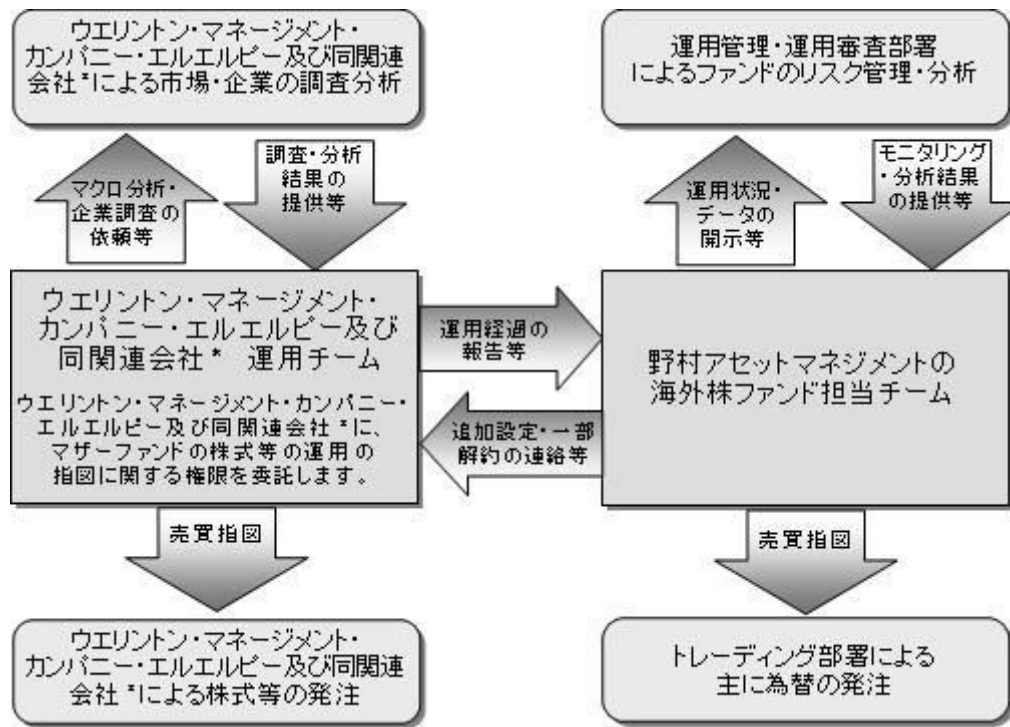 ウエリントン・マネージメント・
カンパニー・エルエルピー及び同関連
会社*による市場・企業の調査分析
運用管理・運用審査部署
によるファンドのリスク管理・分析
マクロ分析・
企業調査の
依頼等
調査・分析
結果の
提供等
運用状況・
データの
開示等
モニタリング
・分析結果
の提供等
ウエリントン・マネージメント・
カンパニー・エルエルピー及び
同関連会社* 運用チーム
ウエリントン・マネージメント・カンパニー・
エルエルピー及び同関連会社*に、
マザーファンドの株式等の運用の
指図に関する権限を委託します。
運用経過の
報告等
追加設定・一部
解約の連絡等
野村アセットマネジメントの
海外株ファンド担当チーム
売買指図
売買指図
ウエリントン・マネージメント・
カンパニー・エルエルピー及び同関連
会社*による株式等の発注
トレーディング部署による
主に為替の発注